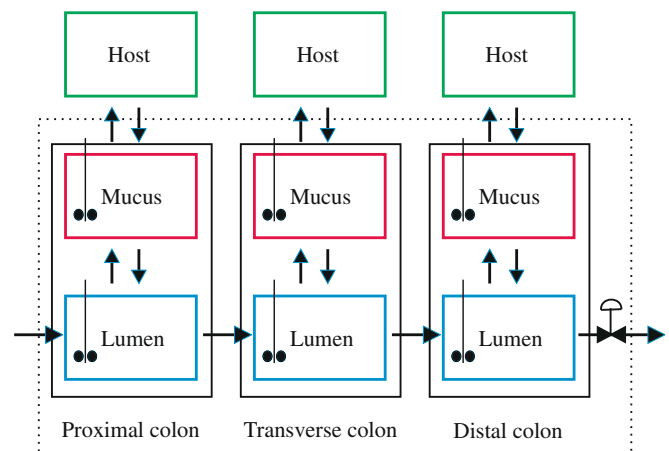 Host Host Host
Mucus Mucus Mucus
Lumen Lumen Lumen
Proximal colon Transverse colon Distal colon